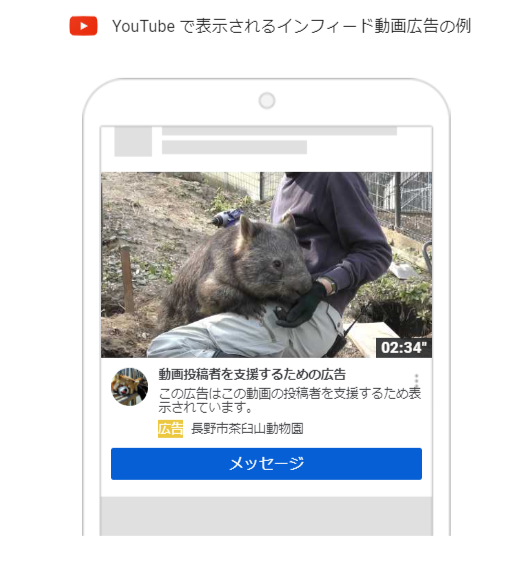 YouTube で表示されるインフィード動画広告の例
02:34"
動画投稿者を支援するための広告
この広告はこの動画の投稿者を支援するため表
示されています。
広告 長野市茶臼山動物園
メッセージ